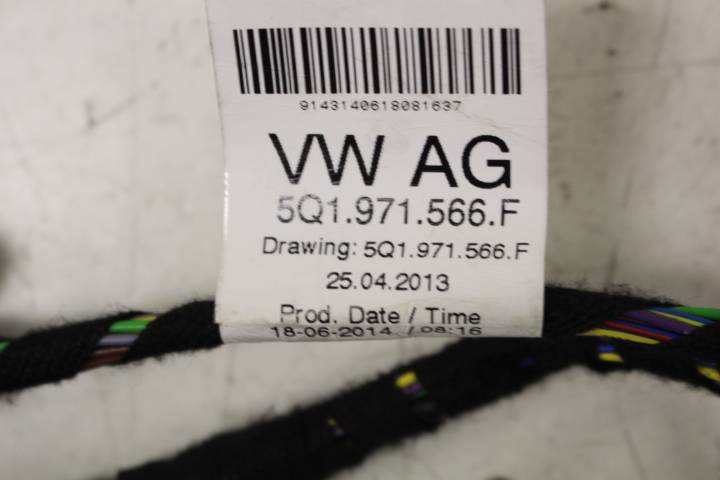 9143140618081637
VW AG
5Q1.971.566.F
Drawing: 5Q1.971.566.F
25.04.2013
Prod. Date / Time
18-06-2014 / 08:16